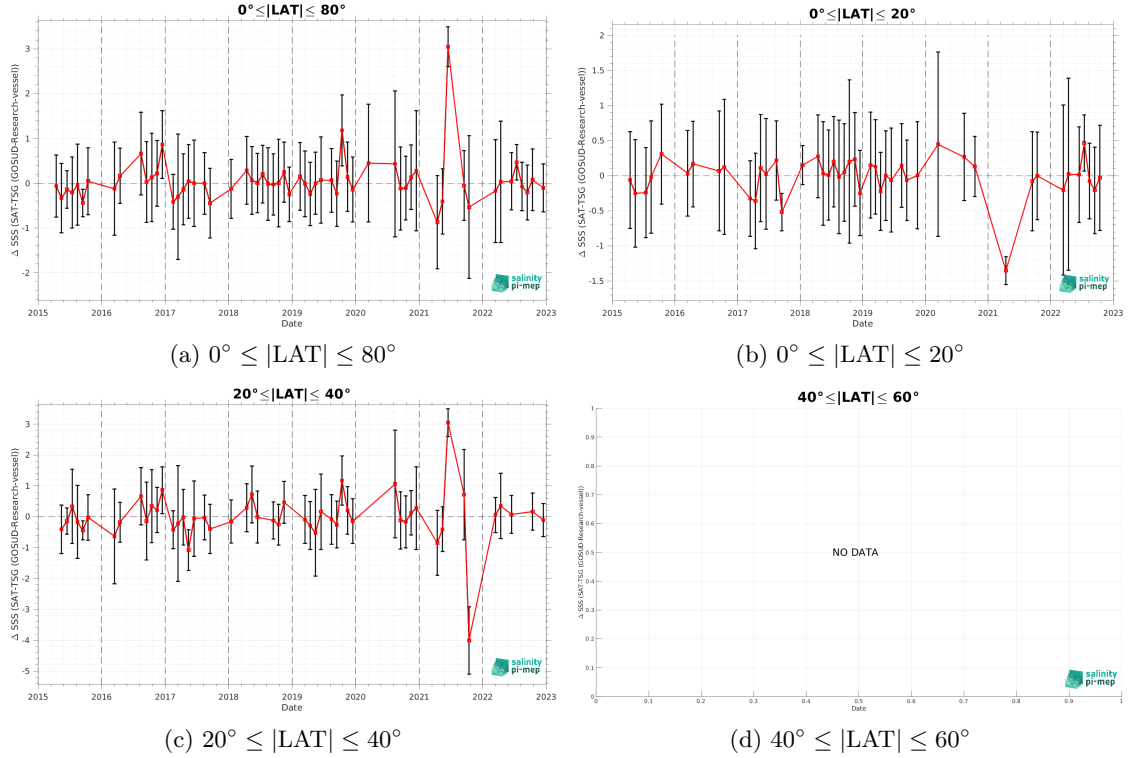 0°≤|LAT|≤ 80°
Δ SSS (SAT-TSG (GOSUD-Research-vessel))
3
2
1
0
-1
-2
2015 2016 2017 2018 2019 2020 2021 2022 2023
Date
salinity
pi-mep
(a) 0° ≤ |LAT| ≤ 80°
0°≤|LAT|≤ 20°
Δ SSS (SAT-TSG (GOSUD-Research-vessel))
2
1.5
1
0.5
0
-0.5
-1
-1.5
2015 2016 2017 2018 2019 2020 2021 2022 2023
Date
salinity
pi-mep
(b) 0° ≤ |LAT| ≤ 20°
20°≤|LAT|≤ 40°
Δ SSS (SAT-TSG (GOSUD-Research-vessel))
3
2
1
0
-1
-2
-3
-4
-5
2015 2016 2017 2018 2019 2020 2021 2022 2023
Date
salinity
pi-mep
(c) 20° ≤ |LAT| ≤ 40°
40°≤|LAT|≤ 60°
Δ SSS (SAT-TSG (GOSUD-Research-vessel))
1
0.9
0.8
0.7
0.6
0.5
0.4
0.3
0.2
0.1
0
NO DATA
0 0.1 0.2 0.3 0.4 0.5 0.6 0.7 0.8 0.9 1
Date
salinity
pi-mep
(d) 40° ≤ |LAT| ≤ 60°